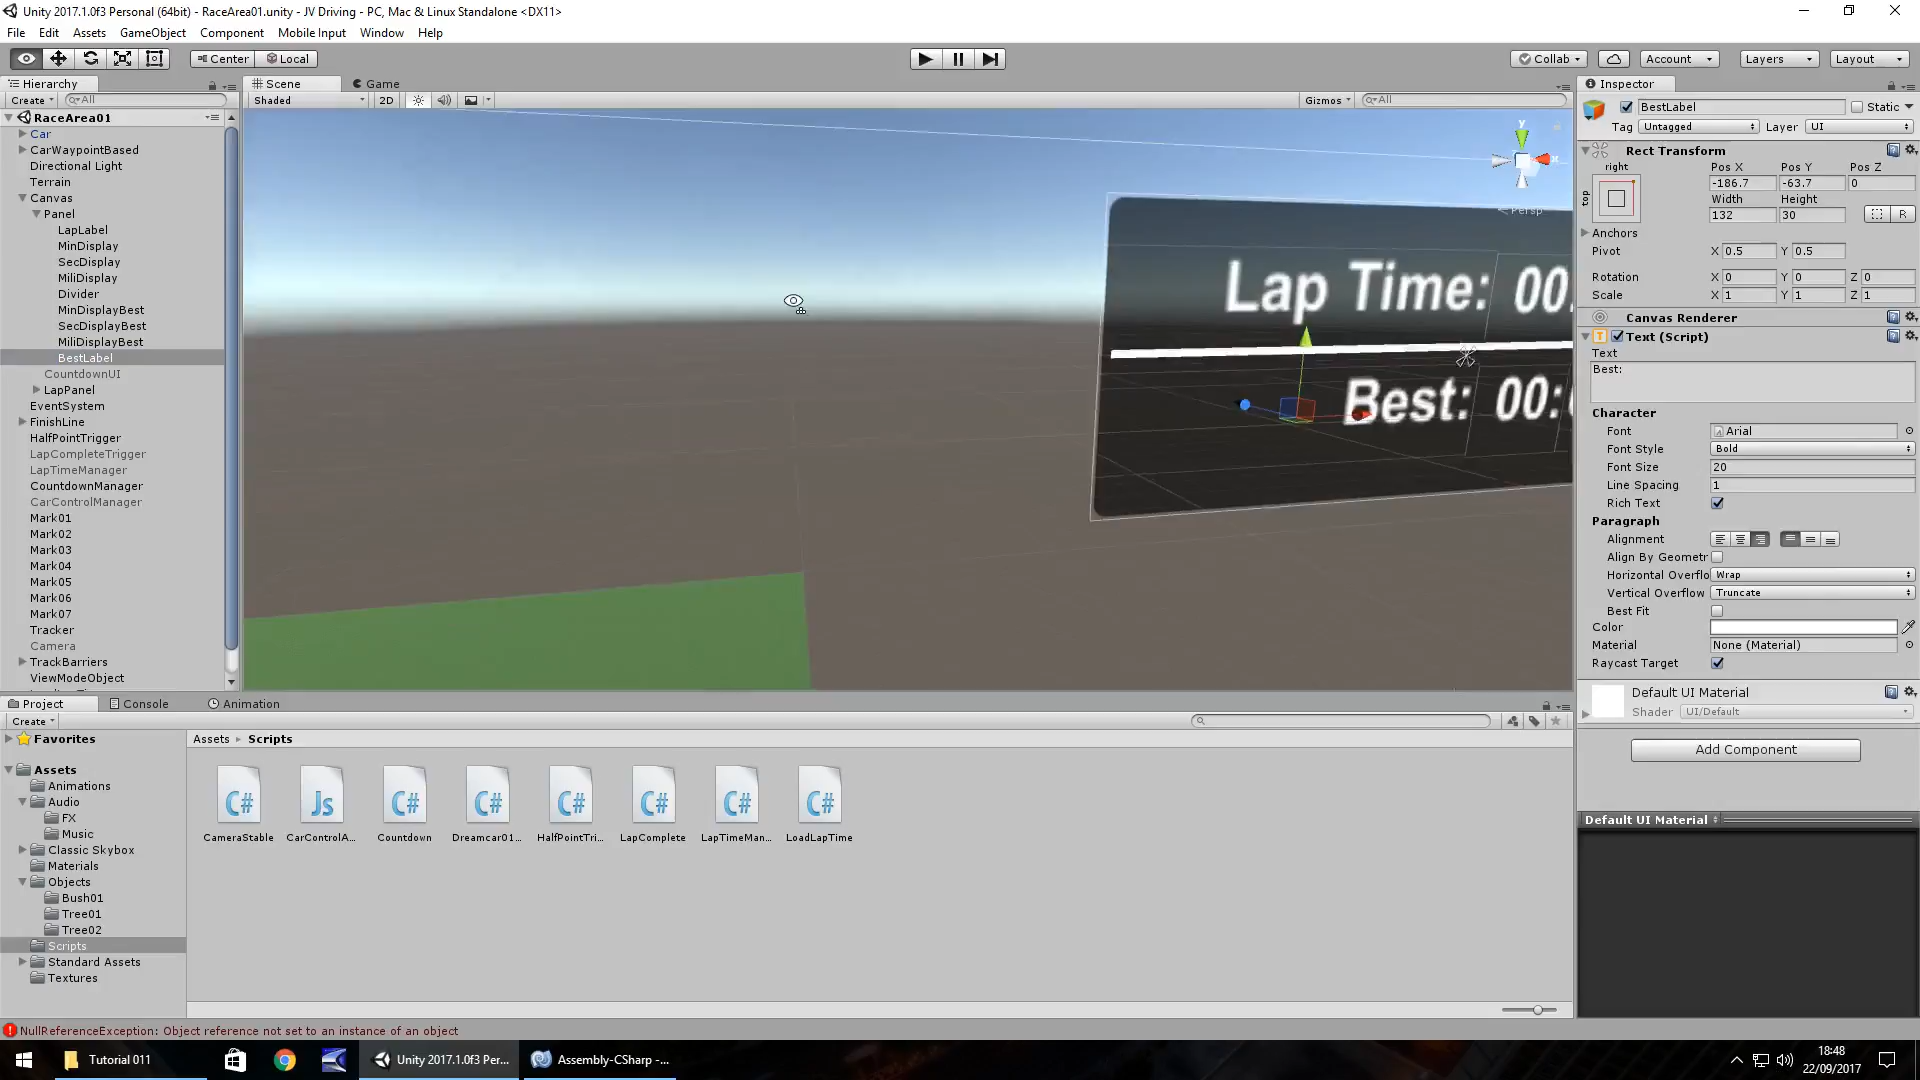 Unity 2017.1.0f3 Personal (64bit) - RaceArea01.unity - JV Driving - PC, Mac & Linux Standalone <DX11>
File Edit Assets GameObject Component Mobile Input Window Help
Center Local Collab Account Layers Layout
Hierarchy
Create All
RaceArea01
Car
CarWaypointBased
Directional Light
Terrain
Canvas
Panel
LapLabel
MinDisplay
SecDisplay
MiliDisplay
Divider
MinDisplayBest
SecDisplayBest
MiliDisplayBest
BestLabel
CountdownUI
LapPanel
EventSystem
FinishLine
HalfPointTrigger
LapCompleteTrigger
LapTimeManager
CountdownManager
CarControlManager
Mark01
Mark02
Mark03
Mark04
Mark05
Mark06
Mark07
Tracker
Camera
TrackBarriers
ViewModeObject
Scene Game
Shaded 2D Gizmos All
y
x
Persp
Lap Time: 00
Best: 00:
Inspector
BestLabel Static
Tag Untagged Layer UI
Rect Transform
right
top
Pos X Pos Y Pos Z
-186.7 -63.7 0
Width Height
132 30
R
Anchors
Pivot X 0.5 Y 0.5
Rotation X 0 Y 0 Z 0
Scale X 1 Y 1 Z 1
Canvas Renderer
Text (Script)
Text
Best:
Character
Font Arial
Font Style Bold
Font Size 20
Line Spacing 1
Rich Text
Paragraph
Alignment
Align By Geometr
Horizontal Overflo Wrap
Vertical Overflow Truncate
Best Fit
Color
Material None (Material)
Raycast Target
Default UI Material
Shader UI/Default
Add Component
Default UI Material
Project Console Animation
Create
Favorites
Assets
Animations
Audio
FX
Music
Classic Skybox
Materials
Objects
Bush01
Tree01
Tree02
Scripts
Standard Assets
Textures
Assets Scripts
C# Js C# C# C# C# C# C#
CameraStable CarControlA... Countdown Dreamcar01... HalfPointTri... LapComplete LapTimeMan... LoadLapTime
NullReferenceException: Object reference not set to an instance of an object
Tutorial 011 Unity 2017.1.0f3 Per... Assembly-CSharp -...
18:48
22/09/2017